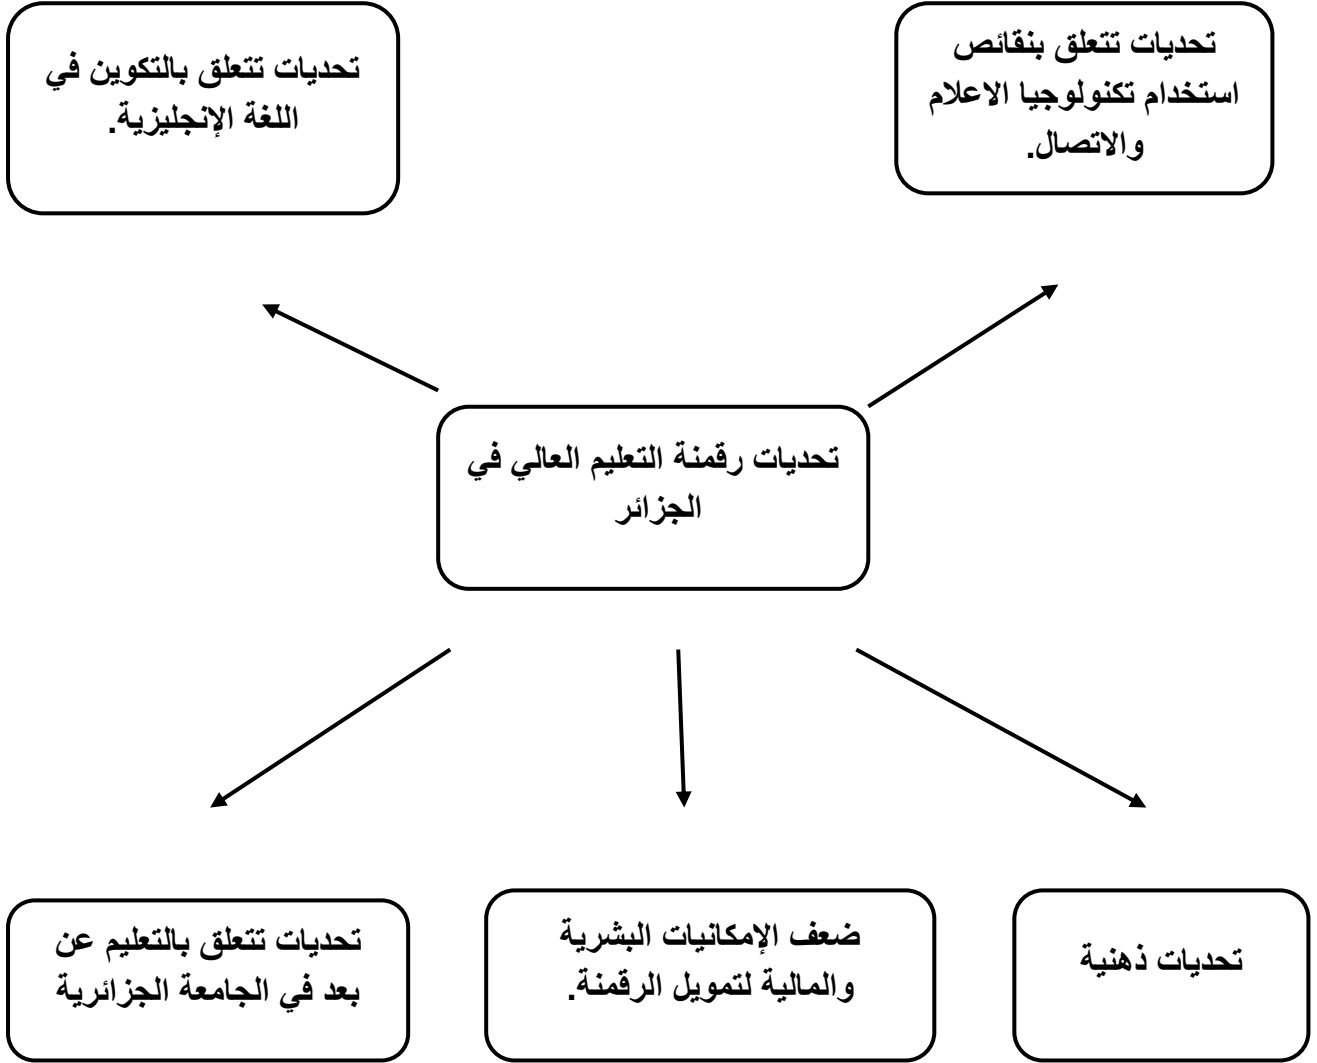 تحديات تتعلق بنقائص
استخدام تكنولوجيا الاعلام
والاتصال.
تحديات تتعلق بالتكوين في
اللغة الإنجليزية.
تحديات رقمنة التعليم العالي في
الجزائر
تحديات ذهنية
ضعف الإمكانيات البشرية
والمالية لتمويل الرقمنة.
تحديات تتعلق بالتعليم عن
بعد في الجامعة الجزائرية